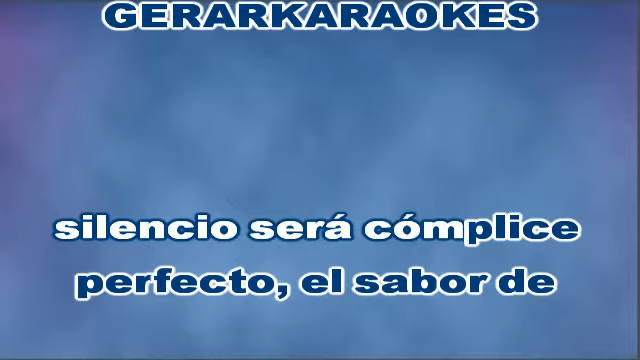 GERARKARAOKES
silencio será cómplice
perfecto, el sabor de